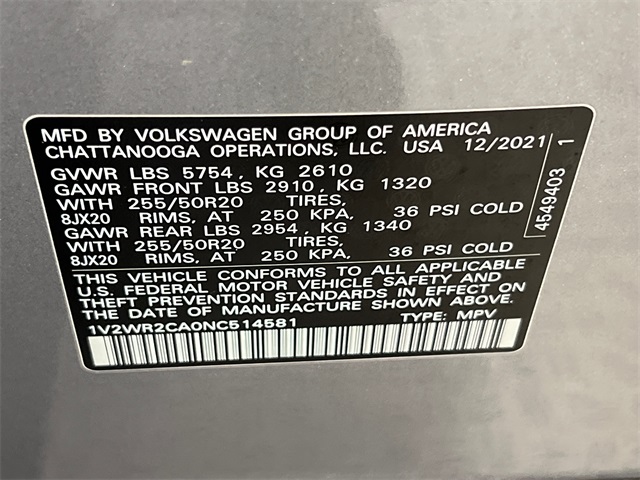 MFD BY VOLKSWAGEN GROUP OF AMERICA
CHATTANOOGA OPERATIONS, LLC. USA 12/2021
GVWR LBS 5754, KG 2610
GAWR FRONT LBS 2910, KG 1320
WITH 255/50R20 TIRES,
8JX20 RIMS, AT 250 KPA, 36 PSI COLD
GAWR REAR LBS 2954, KG 1340
WITH 255/50R20 TIRES,
8JX20 RIMS, AT 250 KPA, 36 PSI COLD
THIS VEHICLE CONFORMS TO ALL APPLICABLE
U.S. FEDERAL MOTOR VEHICLE SAFETY AND
THEFT PREVENTION STANDARDS IN EFFECT ON
THE DATE OF MANUFACTURE SHOWN ABOVE.
1V2WR2CA0NC514581 TYPE: MPV
4549403 1